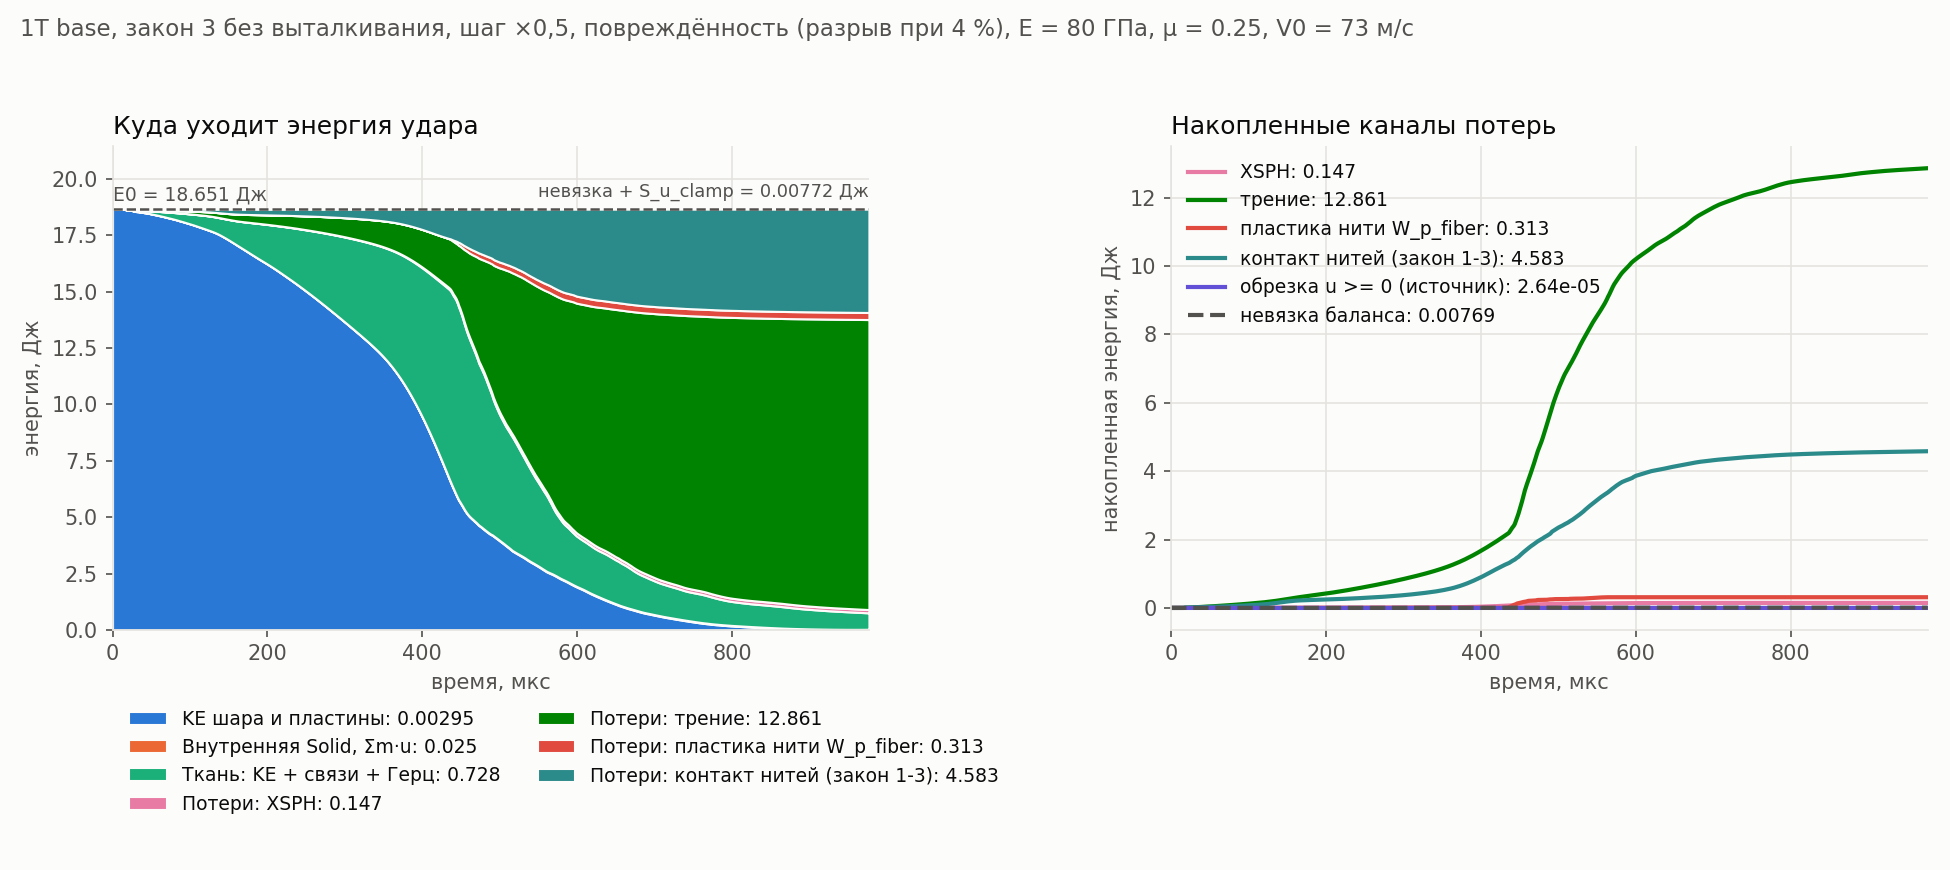 1T base, закон 3 без выталкивания, шаг ×0,5, повреждённость (разрыв при 4 %), E = 80 ГПа, μ = 0.25, V0 = 73 м/с
Куда уходит энергия удара
E0 = 18.651 Дж
невязка + S_u_clamp = 0.00772 Дж
энергия, Дж
20.0
17.5
15.0
12.5
10.0
7.5
5.0
2.5
0.0
0 200 400 600 800
время, мкс
KE шара и пластины: 0.00295
Внутренняя Solid, Σm·u: 0.025
Ткань: KE + связи + Герц: 0.728
Потери: XSPH: 0.147
Потери: трение: 12.861
Потери: пластика нити W_p_fiber: 0.313
Потери: контакт нитей (закон 1-3): 4.583
Накопленные каналы потерь
XSPH: 0.147
трение: 12.861
пластика нити W_p_fiber: 0.313
контакт нитей (закон 1-3): 4.583
обрезка u >= 0 (источник): 2.64e-05
невязка баланса: 0.00769
накопленная энергия, Дж
12
10
8
6
4
2
0
0 200 400 600 800
время, мкс